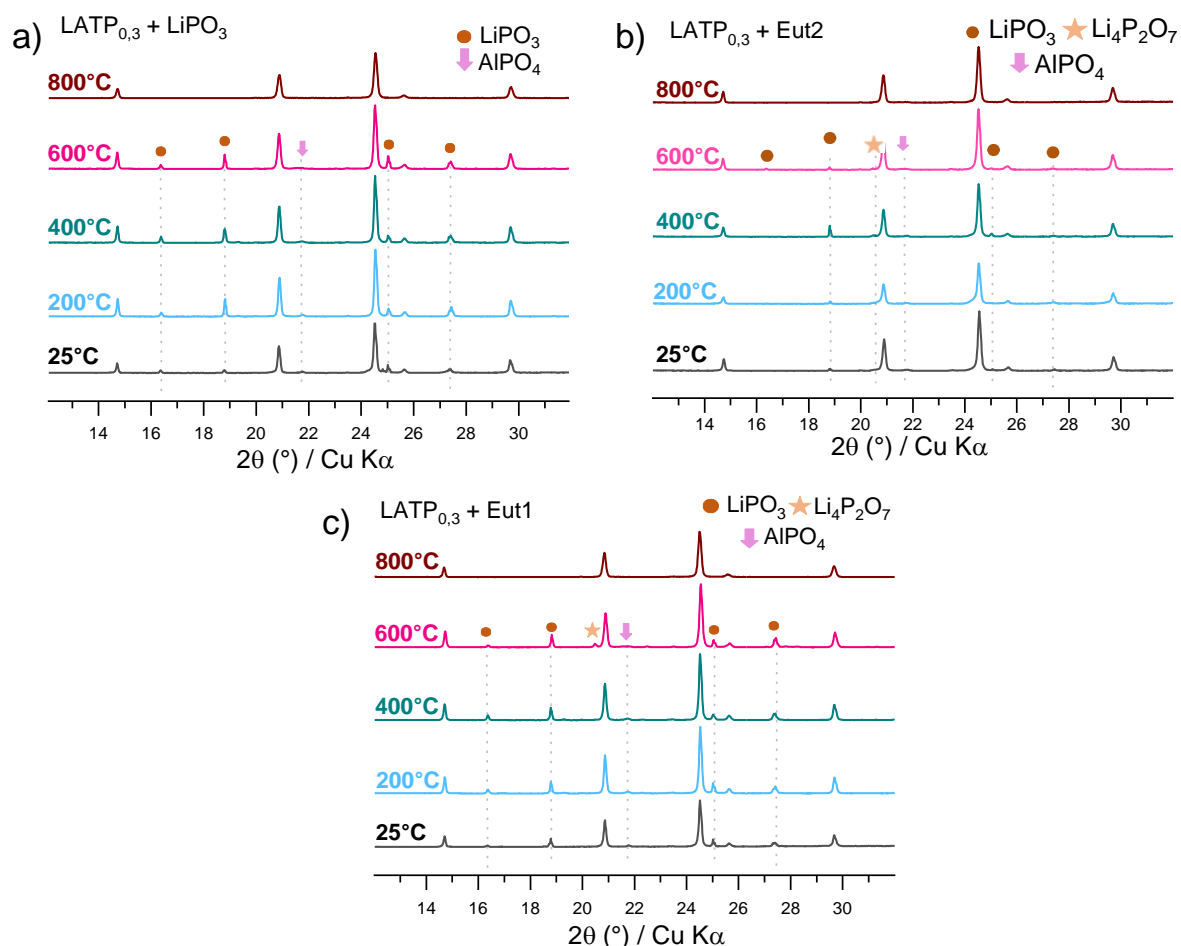 a) LATP₀,₃ + LiPO₃
LiPO₃
AlPO₄
800°C
600°C
400°C
200°C
25°C
14 16 18 20 22 24 26 28 30
2θ (°) / Cu Kα
b) LATP₀,₃ + Eut2
LiPO₃ Li₄P₂O₇
AlPO₄
800°C
600°C
400°C
200°C
25°C
14 16 18 20 22 24 26 28 30
2θ (°) / Cu Kα
c) LATP₀,₃ + Eut1
LiPO₃ Li₄P₂O₇
AlPO₄
800°C
600°C
400°C
200°C
25°C
14 16 18 20 22 24 26 28 30
2θ (°) / Cu Kα